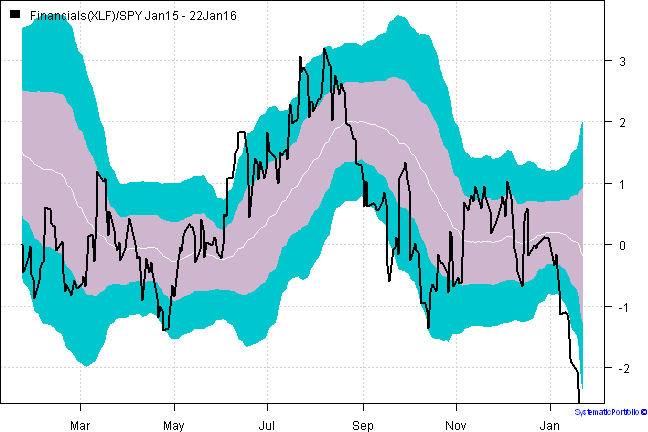 Financials(XLF)/SPY Jan15 - 22Jan16
3
2
1
0
-1
-2
Mar May Jul Sep Nov Jan
SystematicPortfolio ©